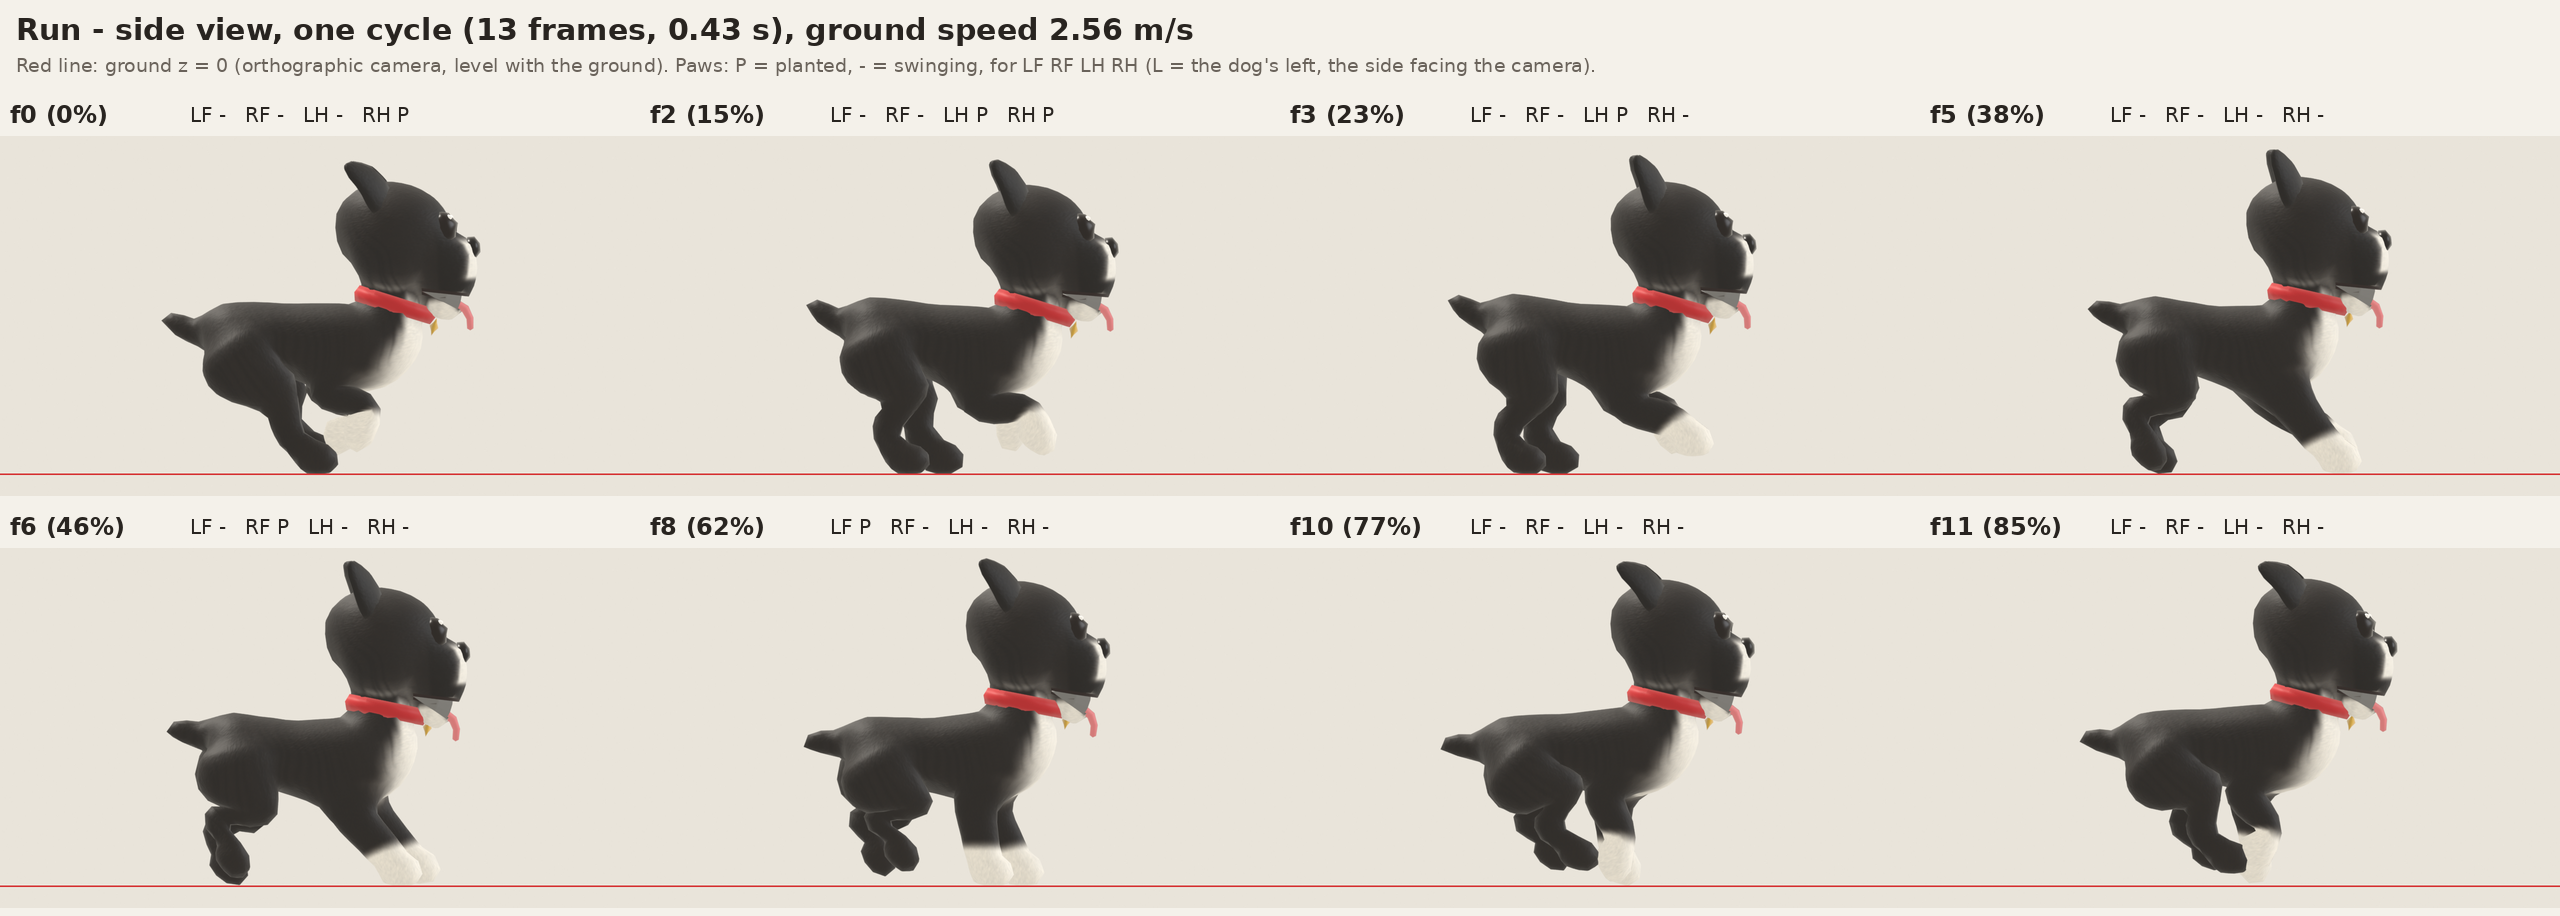 Run - side view, one cycle (13 frames, 0.43 s), ground speed 2.56 m/s
Red line: ground z = 0 (orthographic camera, level with the ground). Paws: P = planted, - = swinging, for LF RF LH RH (L = the dog's left, the side facing the camera).
f0 (0%) LF - RF - LH - RH P
f2 (15%) LF - RF - LH P RH P
f3 (23%) LF - RF - LH P RH -
f5 (38%) LF - RF - LH - RH -
f6 (46%) LF - RF P LH - RH -
f8 (62%) LF P RF - LH - RH -
f10 (77%) LF - RF - LH - RH -
f11 (85%) LF - RF - LH - RH -